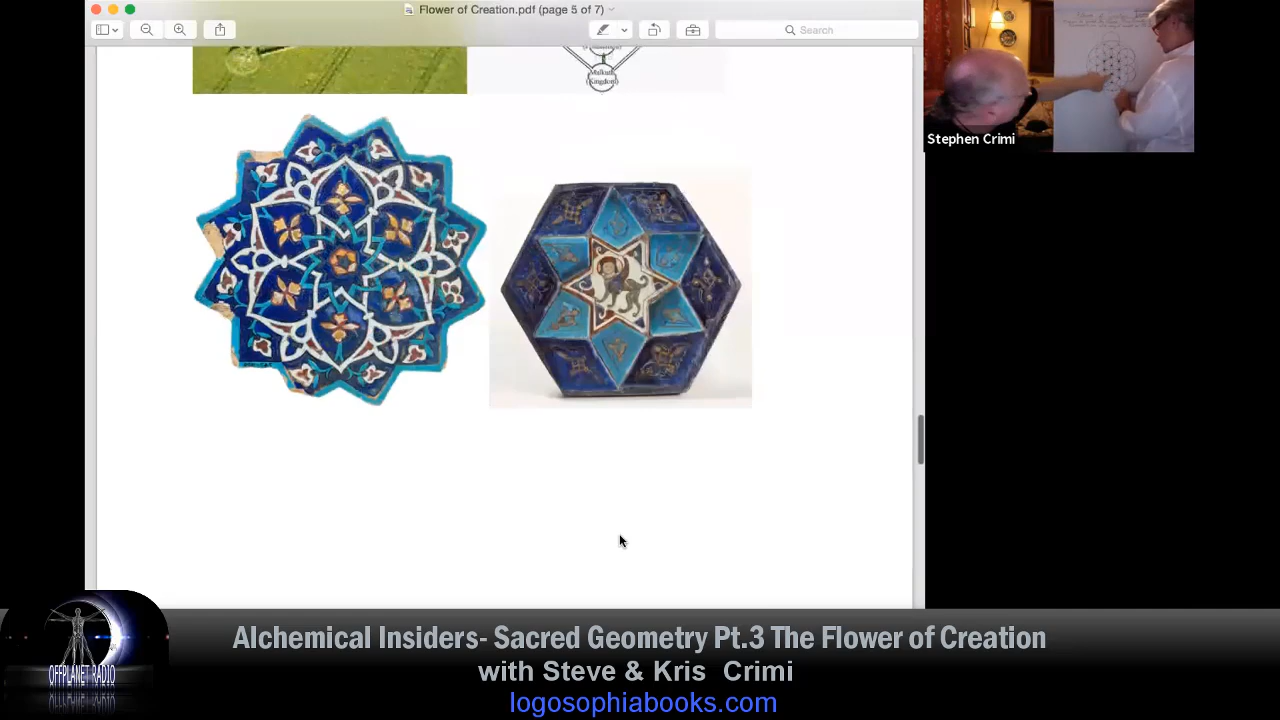 Flower of Creation.pdf (page 5 of 7)
Search
Malkuth
(Kingdom)
Stephen Crimi
OFFPLANET RADIO
Alchemical Insiders- Sacred Geometry Pt.3 The Flower of Creation
with Steve & Kris Crimi
logosophiabooks.com